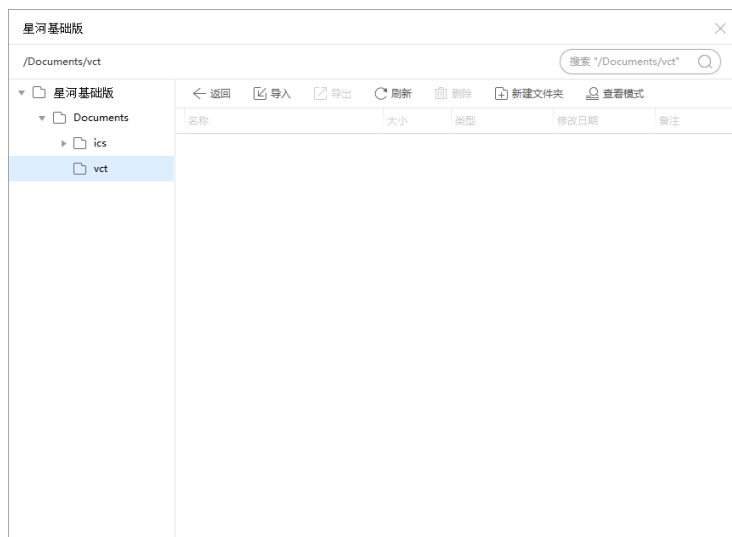 星河基础版
/Documents/vct
搜索 "/Documents/vct"
星河基础版
Documents
ics
vct
返回 导入 导出 刷新 删除 新建文件夹 查看模式
名称 大小 类型 修改日期 备注